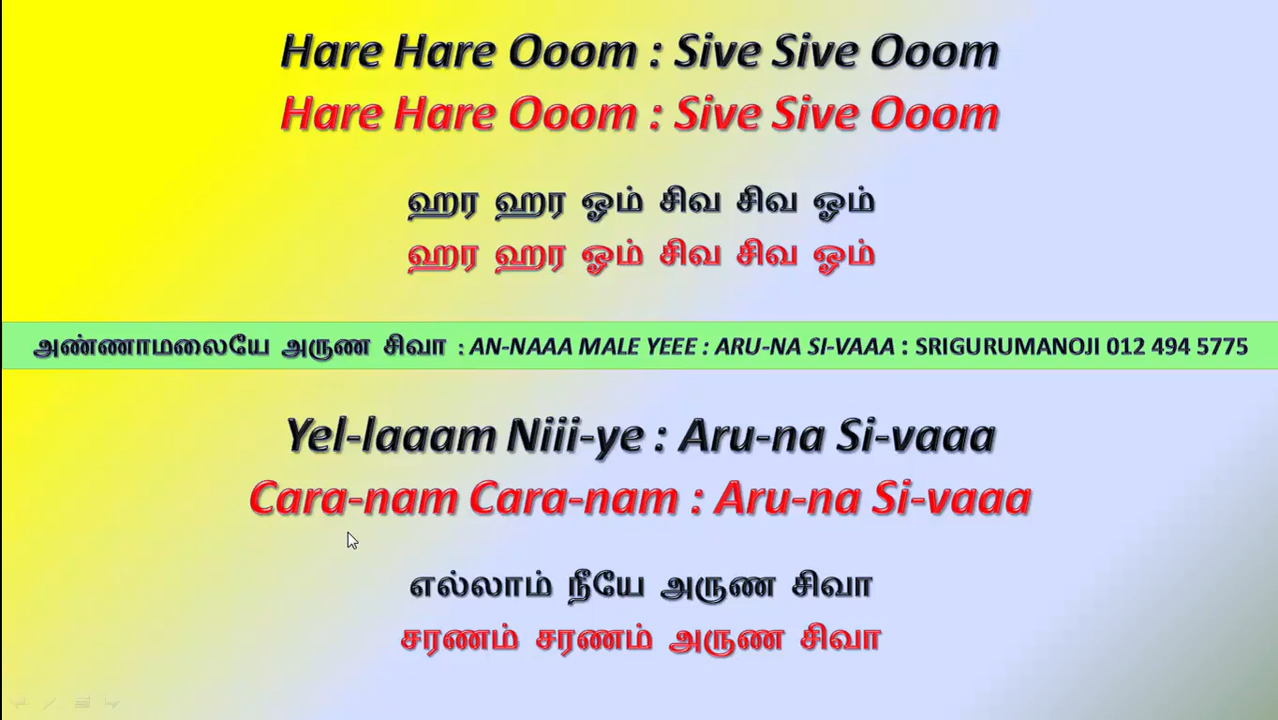 Hare Hare Ooom : Sive Sive Ooom
Hare Hare Ooom : Sive Sive Ooom
ஹர ஹர ஓம் சிவ சிவ ஓம்
ஹர ஹர ஓம் சிவ சிவ ஓம்
அண்ணாமலையே அருண சிவா : AN-NAAA MALE YEEE : ARU-NA SI-VAAA : SRIGURUMANOJI 012 494 5775
Yel-laaam Niii-ye : Aru-na Si-vaaa
Cara-nam Cara-nam : Aru-na Si-vaaa
எல்லாம் நீயே அருண சிவா
சரணம் சரணம் அருண சிவா